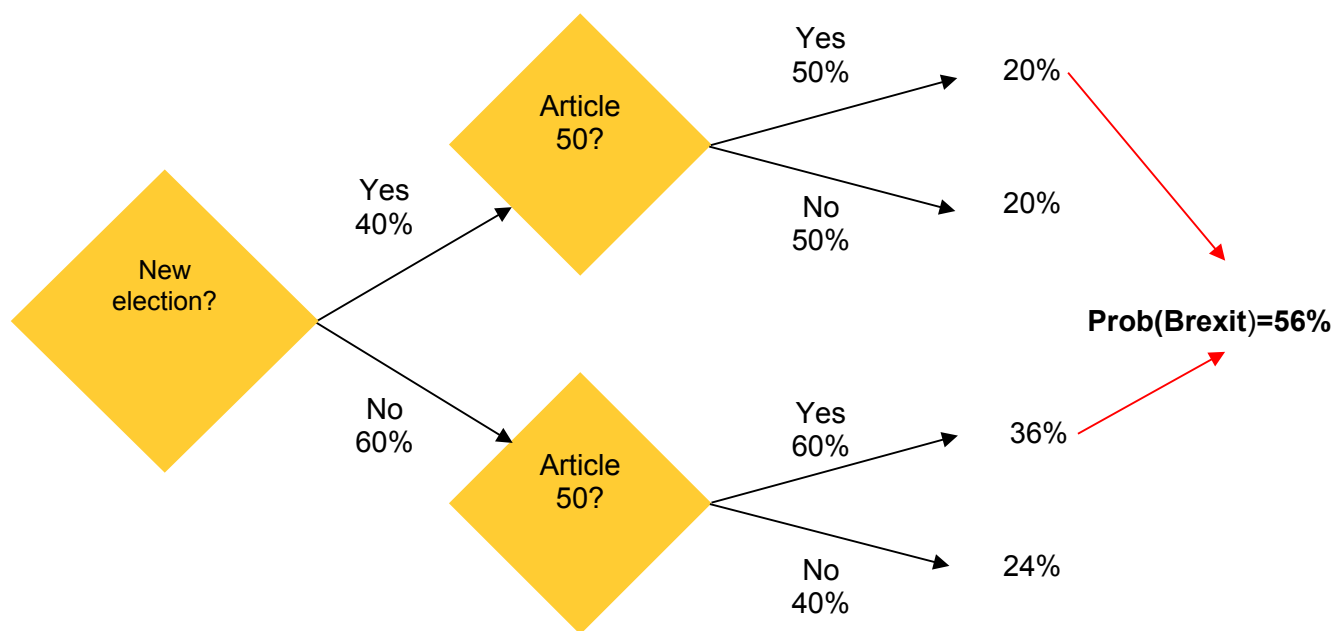 New
election?
Yes
40%
No
60%
Article
50?
Yes
50%
No
50%
20%
20%
Article
50?
Yes
60%
No
40%
36%
24%
Prob(Brexit)=56%